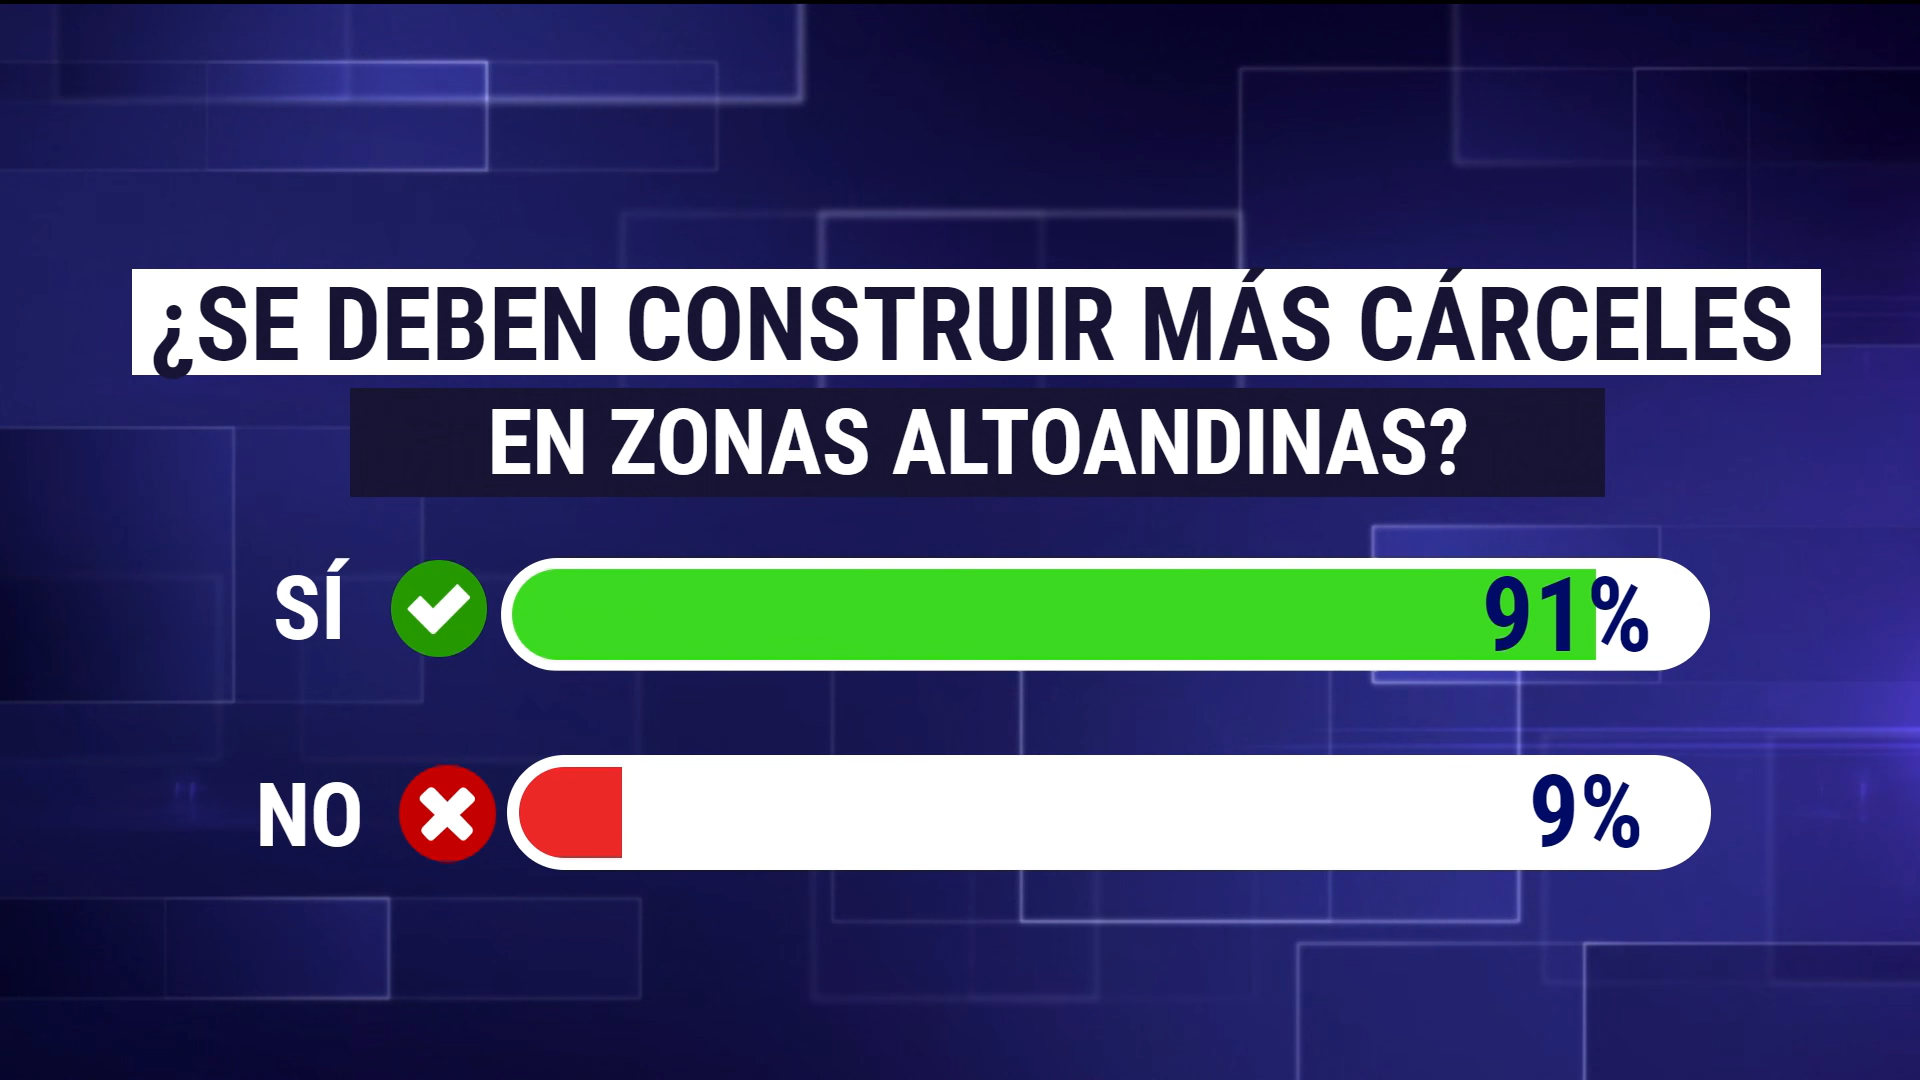 ¿SE DEBEN CONSTRUIR MÁS CÁRCELES
EN ZONAS ALTOANDINAS?
SÍ 91%
NO 9%